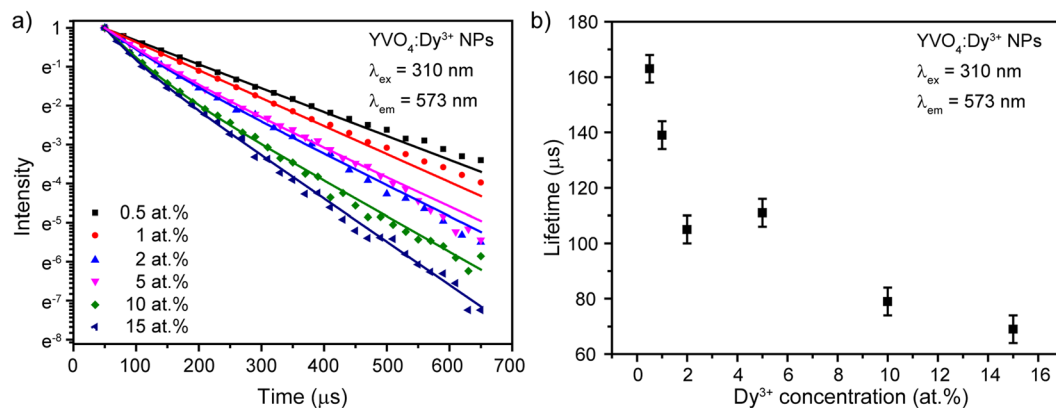 a)
YVO₄:Dy³⁺ NPs
λex = 310 nm
λem = 573 nm
1
e⁻¹
e⁻²
e⁻³
e⁻⁴
e⁻⁵
e⁻⁶
e⁻⁷
e⁻⁸
Intensity
0.5 at.%
1 at.%
2 at.%
5 at.%
10 at.%
15 at.%
0 100 200 300 400 500 600 700
Time (μs)
b)
YVO₄:Dy³⁺ NPs
λex = 310 nm
λem = 573 nm
160
140
120
100
80
60
Lifetime (μs)
0 2 4 6 8 10 12 14 16
Dy³⁺ concentration (at.%)